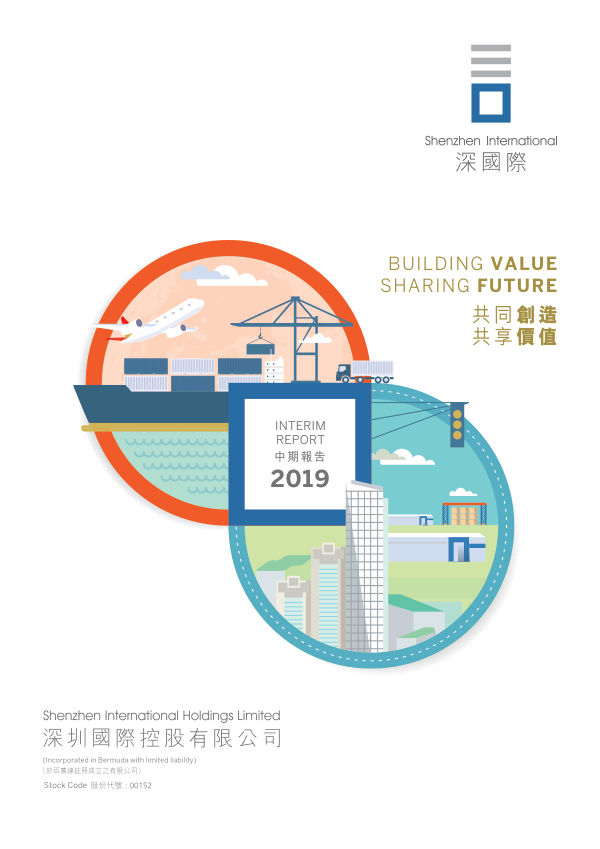 Shenzhen International
深國際
BUILDING VALUE
SHARING FUTURE
共同創造
共享價值
INTERIM
REPORT
中期報告
2019
Shenzhen International Holdings Limited
深圳國際控股有限公司
(Incorporated in Bermuda with limited liability)
(於百慕達註冊成立之有限公司)
Stock Code 股份代號 : 00152